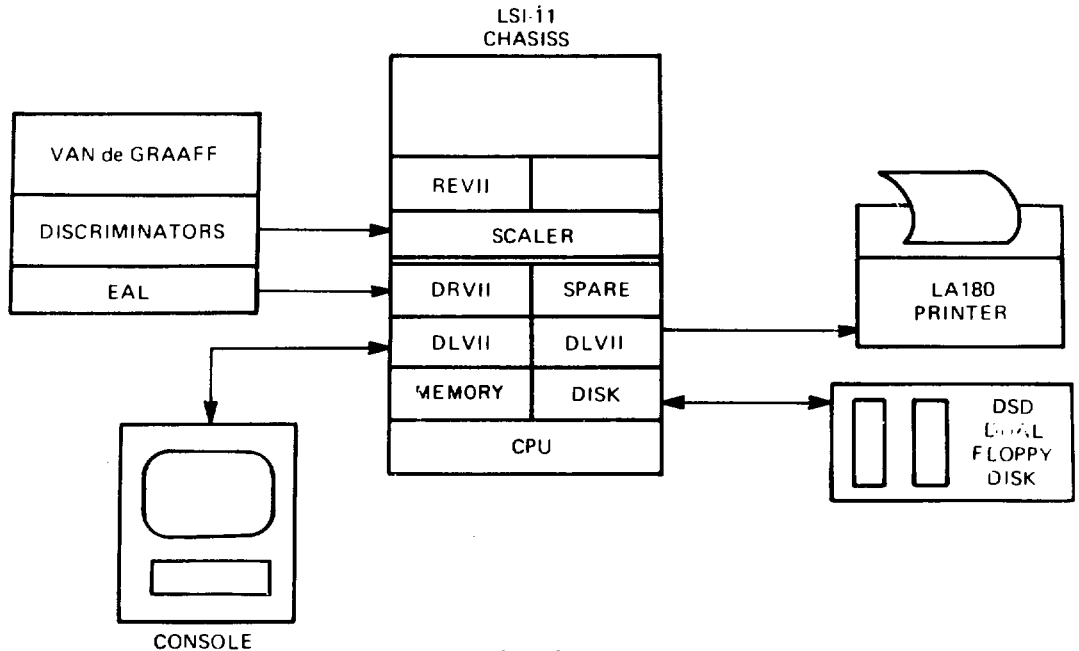 LSI-11
CHASISS
VAN de GRAAFF
DISCRIMINATORS
EAL
REVII
SCALER
DRVII
SPARE
DLVII
DLVII
MEMORY
DISK
CPU
LA180
PRINTER
DSD
DUAL
FLOPPY
DISK
CONSOLE